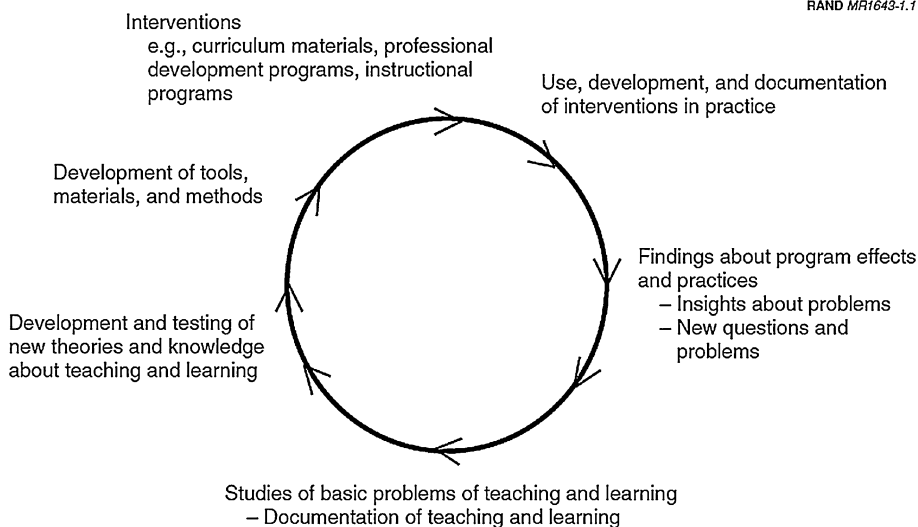 RAND MR1643-1.1
Interventions
e.g., curriculum materials, professional
development programs, instructional
programs
Use, development, and documentation
of interventions in practice
Findings about program effects
and practices
– Insights about problems
– New questions and
problems
Studies of basic problems of teaching and learning
– Documentation of teaching and learning
Development and testing of
new theories and knowledge
about teaching and learning
Development of tools,
materials, and methods